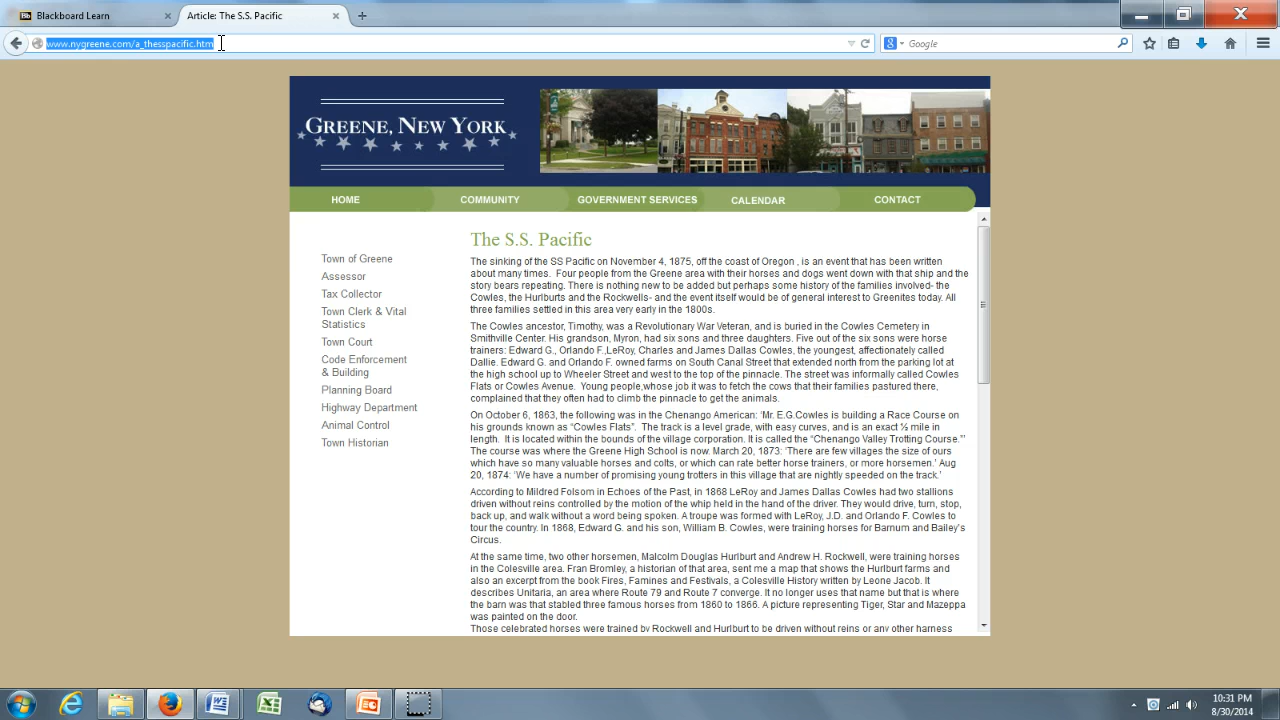 Blackboard Learn
Article: The S.S. Pacific
www.nygreene.com/a_thesspacific.htm
Google
GREENE, NEW YORK
HOME
COMMUNITY
GOVERNMENT SERVICES
CALENDAR
CONTACT
Town of Greene
Assessor
Tax Collector
Town Clerk & Vital
Statistics
Town Court
Code Enforcement
& Building
Planning Board
Highway Department
Animal Control
Town Historian
The S.S. Pacific
The sinking of the SS Pacific on November 4, 1875, off the coast of Oregon , is an event that has been written
about many times.  Four people from the Greene area with their horses and dogs went down with that ship and the
story bears repeating. There is nothing new to be added but perhaps some history of the families involved- the
Cowles, the Hurlburts and the Rockwells- and the event itself would be of general interest to Greenites today. All
three families settled in this area very early in the 1800s.
The Cowles ancestor, Timothy, was a Revolutionary War Veteran, and is buried in the Cowles Cemetery in
Smithville Center. His grandson, Myron, had six sons and three daughters. Five out of the six sons were horse
trainers: Edward G., Orlando F.,LeRoy, Charles and James Dallas Cowles, the youngest, affectionately called
Dallie. Edward G. and Orlando F. owned farms on South Canal Street that extended north from the parking lot at
the high school up to Wheeler Street and west to the top of the pinnacle. The street was informally called Cowles
Flats or Cowles Avenue.  Young people,whose job it was to fetch the cows that their families pastured there,
complained that they often had to climb the pinnacle to get the animals.
On October 6, 1863, the following was in the Chenango American: ‘Mr. E.G.Cowles is building a Race Course on
his grounds known as “Cowles Flats”.  The track is a level grade, with easy curves, and is an exact ½ mile in
length.  It is located within the bounds of the village corporation. It is called the “Chenango Valley Trotting Course.”’
The course was where the Greene High School is now. March 20, 1873: ‘There are few villages the size of ours
which have so many valuable horses and colts, or which can rate better horse trainers, or more horsemen.’ Aug
20, 1874: ‘We have a number of promising young trotters in this village that are nightly speeded on the track.’
According to Mildred Folsom in Echoes of the Past, in 1868 LeRoy and James Dallas Cowles had two stallions
driven without reins controlled by the motion of the whip held in the hand of the driver. They would drive, turn, stop,
back up, and walk without a word being spoken. A troupe was formed with LeRoy, J.D. and Orlando F. Cowles to
tour the country. In 1868, Edward G. and his son, William B. Cowles, were training horses for Barnum and Bailey’s
Circus.
At the same time, two other horsemen, Malcolm Douglas Hurlburt and Andrew H. Rockwell, were training horses
in the Colesville area. Fran Bromley, a historian of that area, sent me a map that shows the Hurlburt farms and
also an excerpt from the book Fires, Famines and Festivals, a Colesville History written by Leone Jacob. It
describes Unitaria, an area where Route 79 and Route 7 converge. It no longer uses that name but that is where
the barn was that stabled three famous horses from 1860 to 1866. A picture representing Tiger, Star and Mazeppa
was painted on the door.
Those celebrated horses were trained by Rockwell and Hurlburt to be driven without reins or any other harness
10:31 PM
8/30/2014